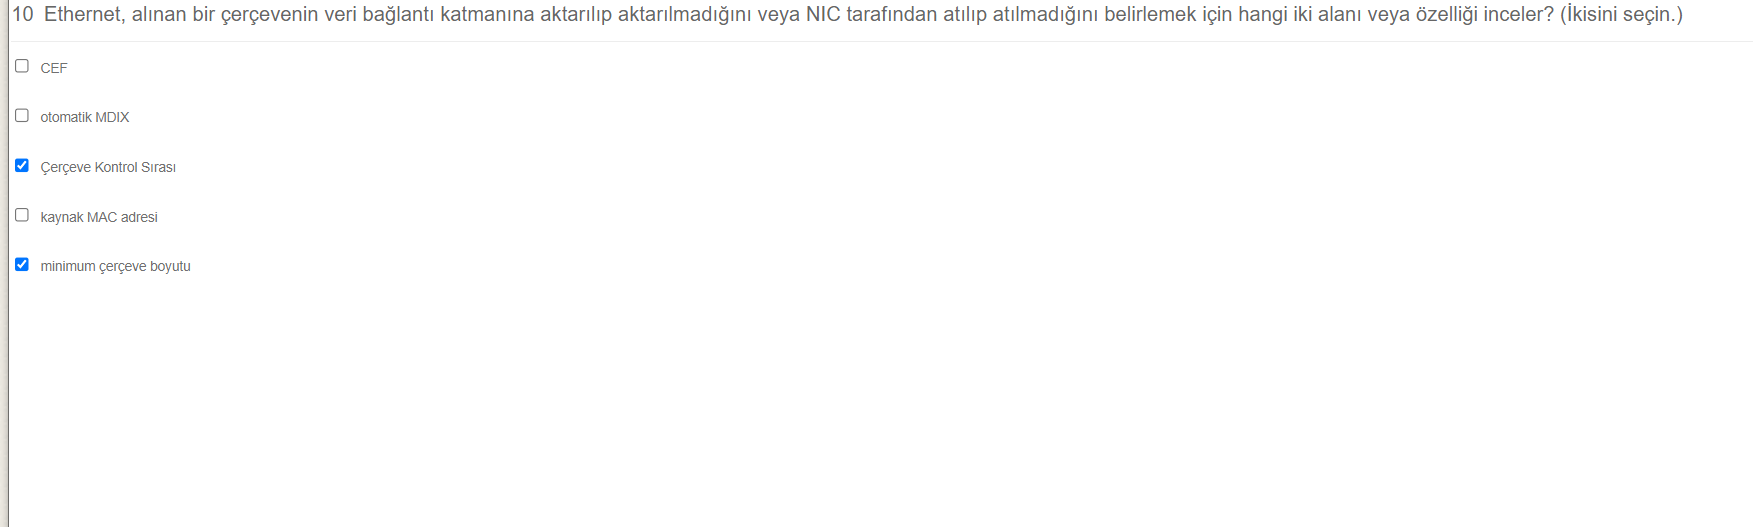 10 Ethernet, alınan bir çerçevenin veri bağlantı katmanına aktarılıp aktarılmadığını veya NIC tarafından atılıp atılmadığını belirlemek için hangi iki alanı veya özelliği inceler? (İkisini seçin.)
CEF
otomatik MDIX
Çerçeve Kontrol Sırası
kaynak MAC adresi
minimum çerçeve boyutu